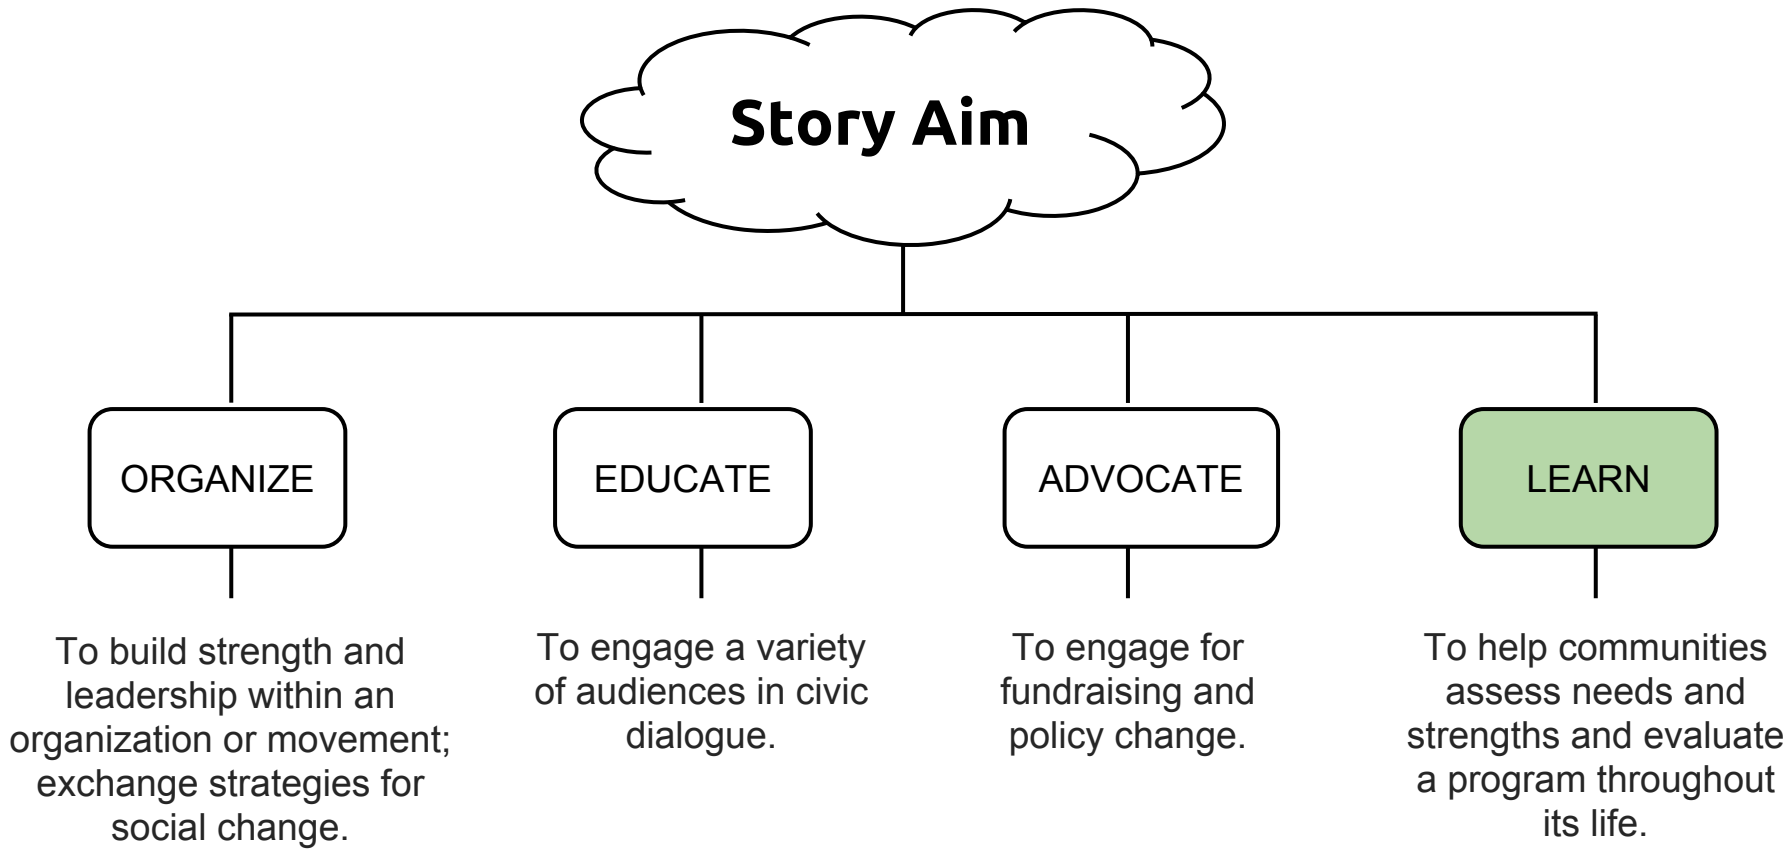 Story Aim
ORGANIZE
EDUCATE
ADVOCATE
LEARN
To build strength and
leadership within an
organization or movement;
exchange strategies for
social change.
To engage a variety
of audiences in civic
dialogue.
To engage for
fundraising and
policy change.
To help communities
assess needs and
strengths and evaluate
a program throughout
its life.